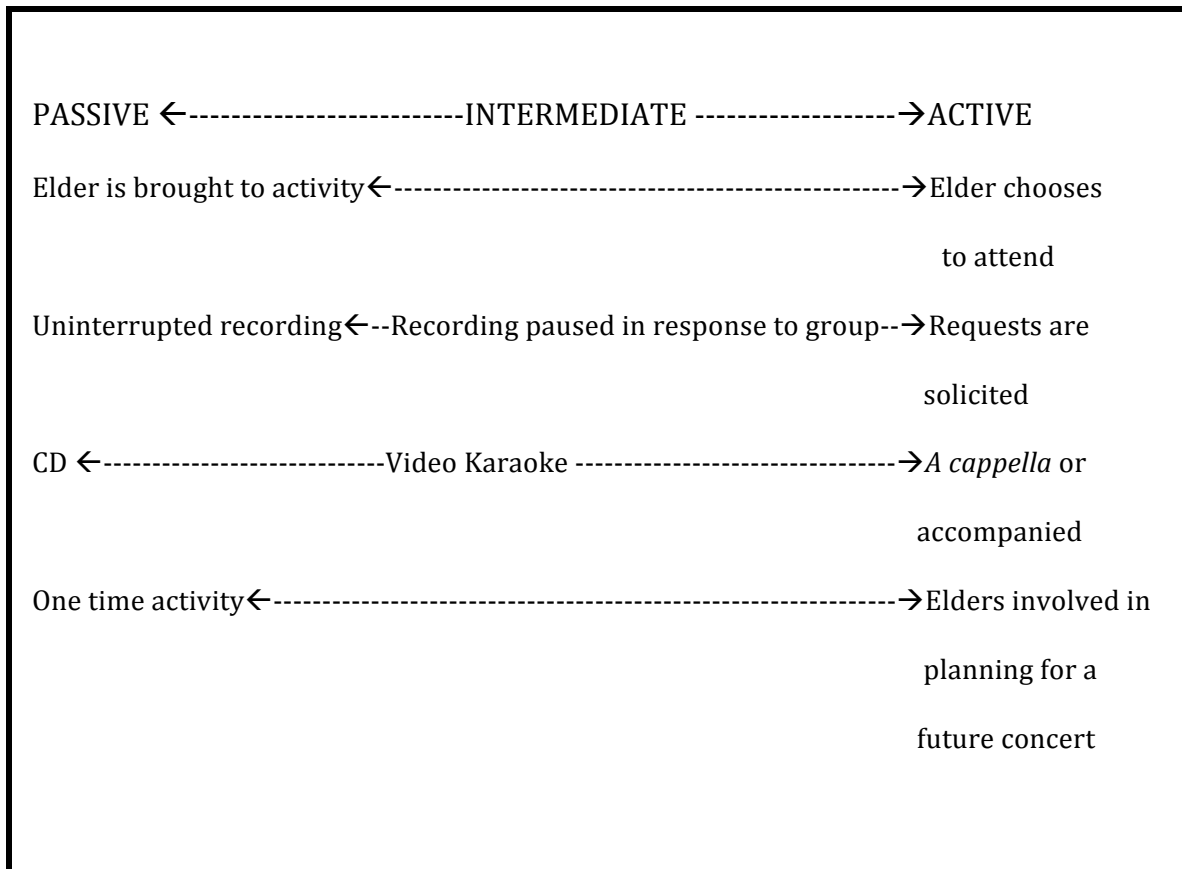 PASSIVE ←--------------------------INTERMEDIATE -------------------→ACTIVE
Elder is brought to activity←----------------------------------------------------→Elder chooses
to attend
Uninterrupted recording←--Recording paused in response to group--→Requests are
solicited
CD ←-----------------------------Video Karaoke ---------------------------------→A cappella or
accompanied
One time activity←----------------------------------------------------------------→Elders involved in
planning for a
future concert